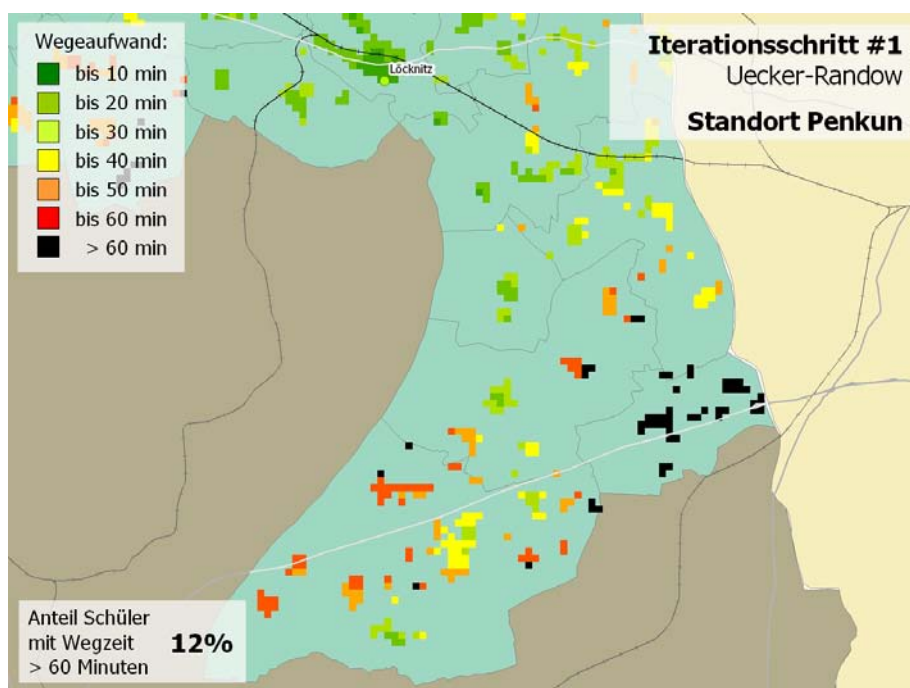 Wegeaufwand:
bis 10 min
bis 20 min
bis 30 min
bis 40 min
bis 50 min
bis 60 min
> 60 min
Löcknitz
Iterationsschritt #1
Uecker-Randow
Standort Penkun
Anteil Schüler
mit Wegzeit 12%
> 60 Minuten